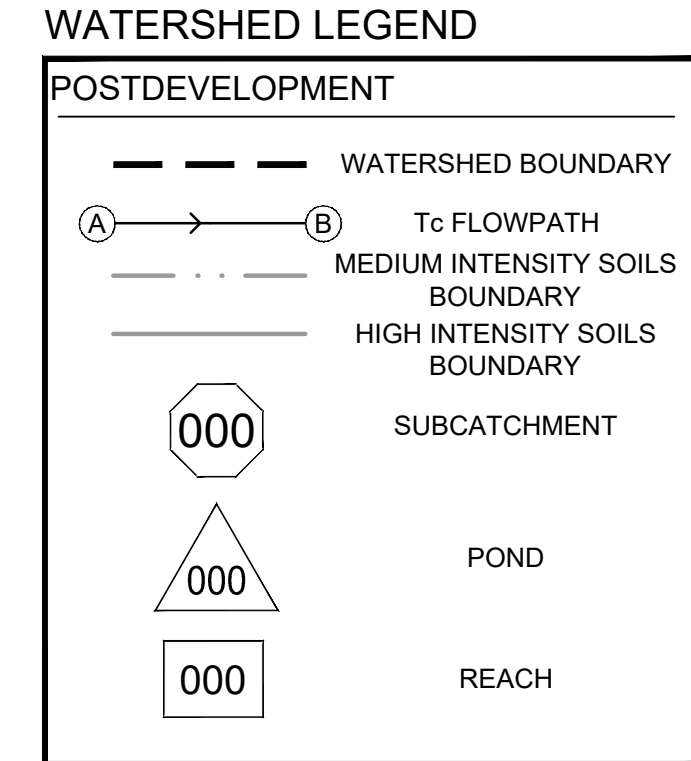 WATERSHED LEGEND
POSTDEVELOPMENT
WATERSHED BOUNDARY
A B Tc FLOWPATH
MEDIUM INTENSITY SOILS
BOUNDARY
HIGH INTENSITY SOILS
BOUNDARY
000 SUBCATCHMENT
000 POND
000 REACH